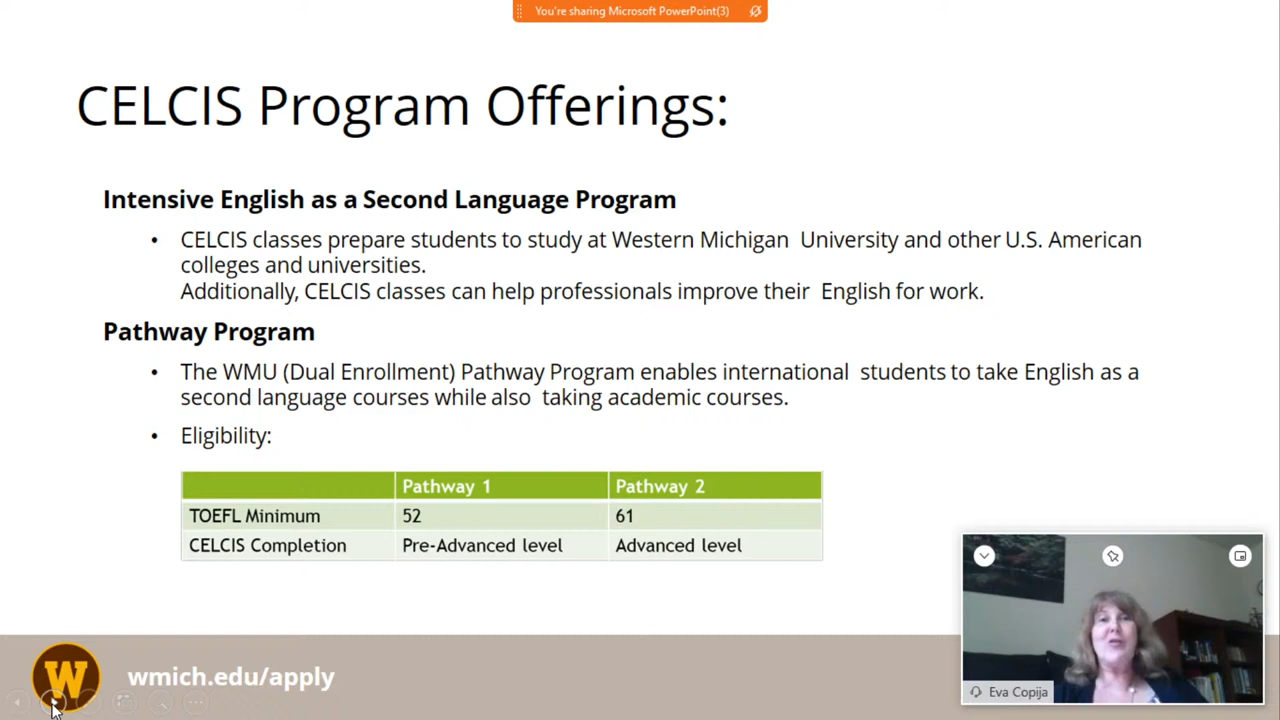 You're sharing Microsoft PowerPoint(3)
CELCIS Program Offerings:
Intensive English as a Second Language Program
• CELCIS classes prepare students to study at Western Michigan University and other U.S. American
colleges and universities.
Additionally, CELCIS classes can help professionals improve their English for work.
Pathway Program
• The WMU (Dual Enrollment) Pathway Program enables international students to take English as a
second language courses while also taking academic courses.
• Eligibility:
Pathway 1 Pathway 2
TOEFL Minimum 52 61
CELCIS Completion Pre-Advanced level Advanced level
W
wmich.edu/apply
Eva Copija